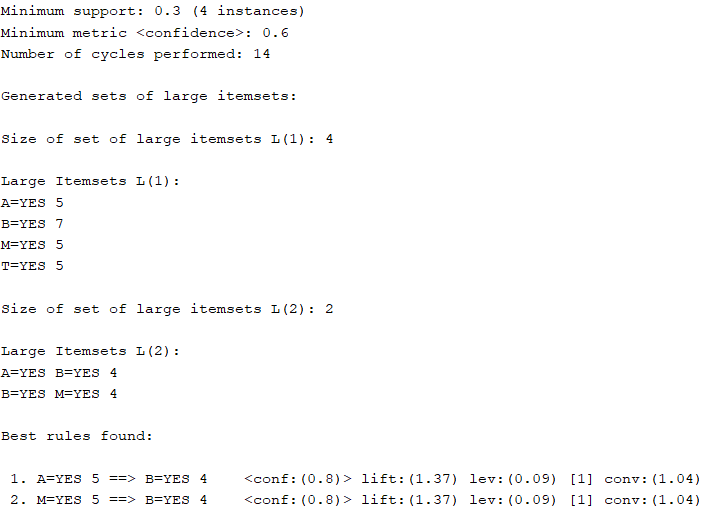 Minimum support: 0.3 (4 instances)
Minimum metric <confidence>: 0.6
Number of cycles performed: 14
Generated sets of large itemsets:
Size of set of large itemsets L(1): 4
Large Itemsets L(1):
A=YES 5
B=YES 7
M=YES 5
T=YES 5
Size of set of large itemsets L(2): 2
Large Itemsets L(2):
A=YES B=YES 4
B=YES M=YES 4
Best rules found:
1. A=YES 5 ==> B=YES 4    <conf:(0.8)> lift:(1.37) lev:(0.09) [1] conv:(1.04)
2. M=YES 5 ==> B=YES 4    <conf:(0.8)> lift:(1.37) lev:(0.09) [1] conv:(1.04)